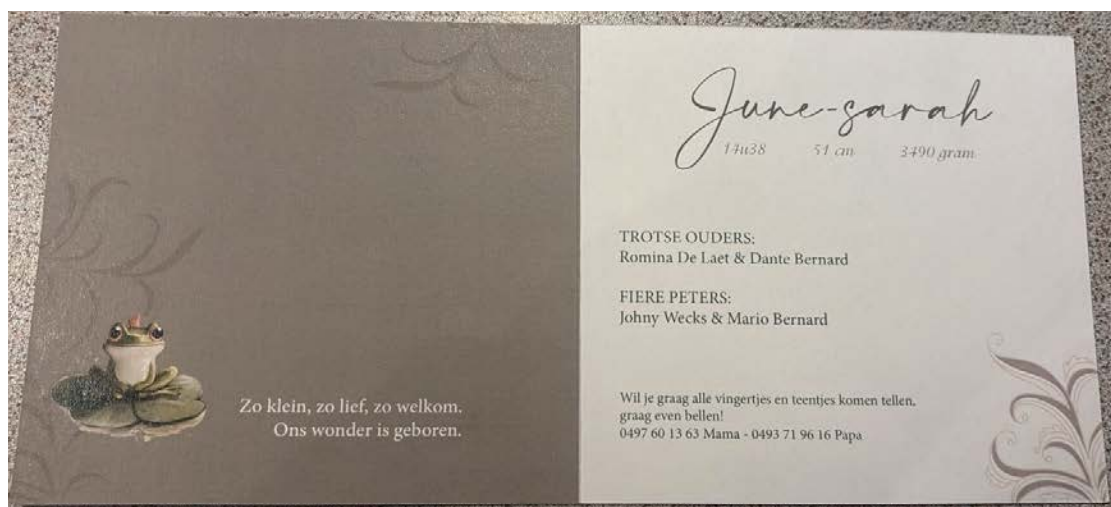 Zo klein, zo lief, zo welkom.
Ons wonder is geboren.
June-sarah
14u38 51 cm 3490 gram
TROTSE OUDERS:
Romina De Laet & Dante Bernard
FIERE PETERS:
Johny Wecks & Mario Bernard
Wil je graag alle vingertjes en teentjes komen tellen,
graag even bellen!
0497 60 13 63 Mama - 0493 71 96 16 Papa